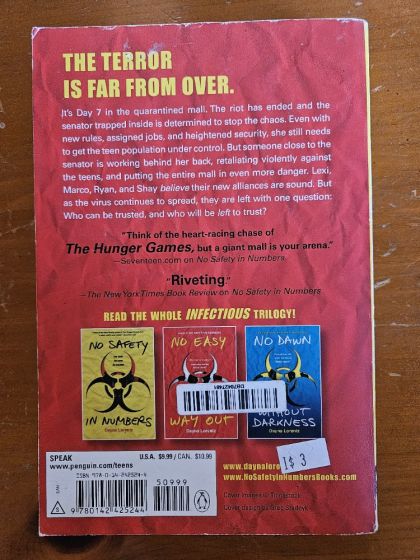 THE TERROR
IS FAR FROM OVER.
It's Day 7 in the quarantined mall. The riot has ended and the
senator trapped inside is determined to stop the chaos. Even with
new rules, assigned jobs, and heightened security, she still needs
to get the teen population under control. But someone close to the
senator is working behind her back, retaliating violently against
the teens, and putting the entire mall in even more danger. Lexi,
Marco, Ryan, and Shay believe their new alliances are sound. But
as the virus continues to spread, they are left with one question:
Who can be trusted, and who will be left to trust?
"Think of the heart-racing chase of
The Hunger Games, but a giant mall is your arena."
—Seventeen.com on No Safety in Numbers
"Riveting."
—The New York Times Book Review on No Safety in Numbers
READ THE WHOLE INFECTIOUS TRILOGY!
NO SAFETY
IN NUMBERS
Dayna Lorentz
NO EASY
WAY OUT
Dayna Lorentz
NO DAWN
WITHOUT
DARKNESS
Dayna Lorentz
SPEAK
U.S.A. $9.99 / CAN. $10.99
www.penguin.com/teens
50999
9 780142 425244
www.daynalore
www.NoSafetyInNumbersBooks.com
1$ 3